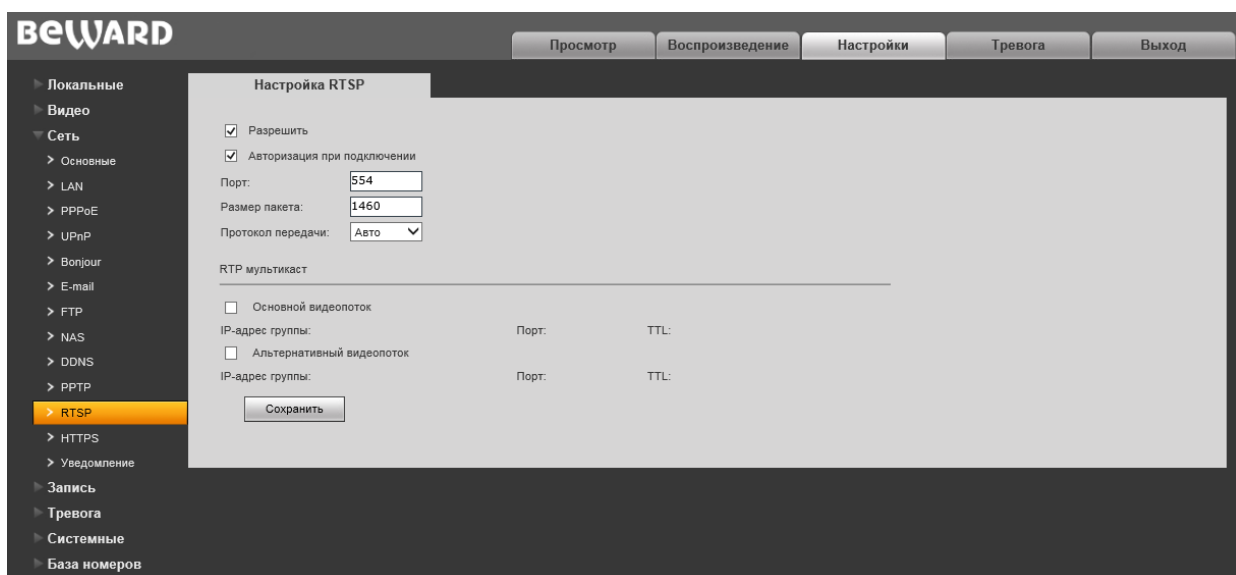 BEWARD
Просмотр
Воспроизведение
Настройки
Тревога
Выход
Локальные
Видео
Сеть
Основные
LAN
PPPoE
UPnP
Bonjour
E-mail
FTP
NAS
DDNS
PPTP
RTSP
HTTPS
Уведомление
Запись
Тревога
Системные
База номеров
Настройка RTSP
Разрешить
Авторизация при подключении
Порт: 554
Размер пакета: 1460
Протокол передачи: Авто
RTP мультикаст
Основной видеопоток
IP-адрес группы: Порт: TTL:
Альтернативный видеопоток
IP-адрес группы: Порт: TTL:
Сохранить